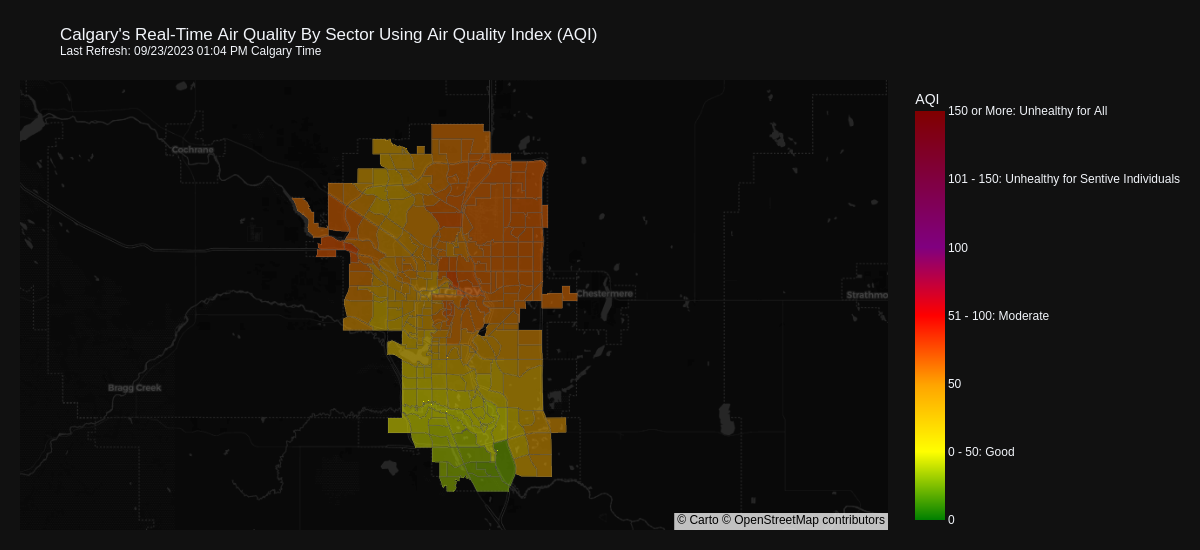 Calgary's Real-Time Air Quality By Sector Using Air Quality Index (AQI)
Last Refresh: 09/23/2023 01:04 PM Calgary Time
AQI
150 or More: Unhealthy for All
Cochrane
101 - 150: Unhealthy for Sentive Individuals
100
CALGARY
Chestermere
Strathmo
51 - 100: Moderate
50
Bragg Creek
0 - 50: Good
0
© Carto © OpenStreetMap contributors